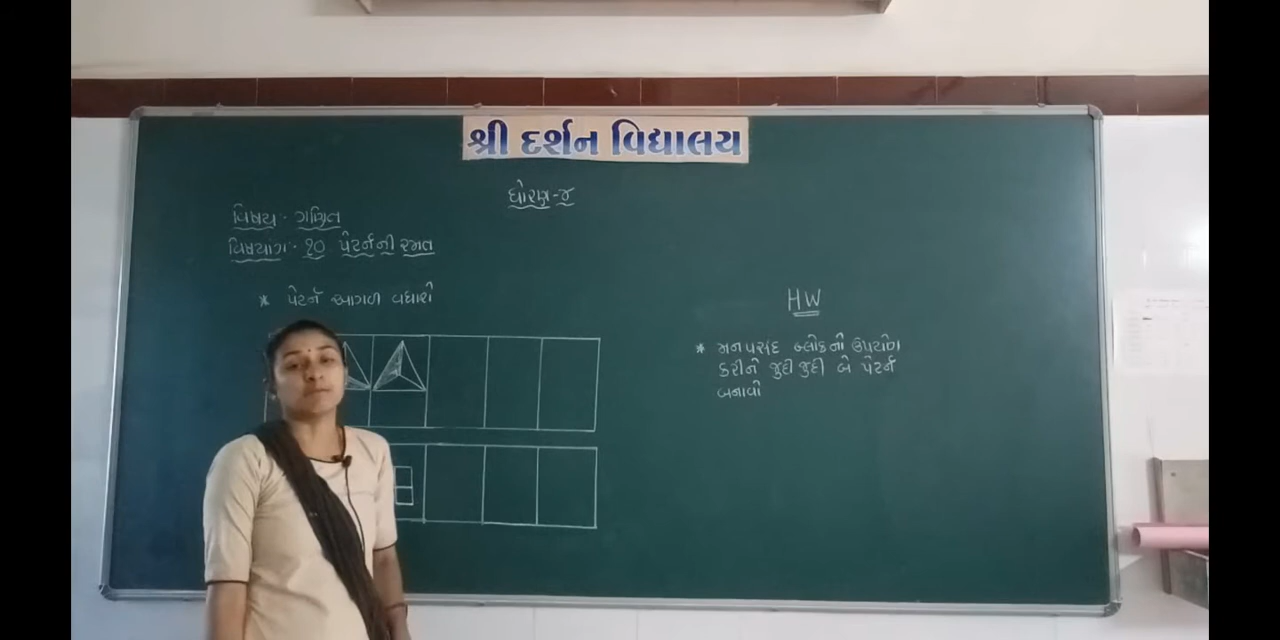 શ્રી દર્શન વિદ્યાલય
ધોરણ-૪
વિષય:- ગણિત
વિષયાંગ:- ૧૦ પેટર્નની રમત
* પેટર્ન આગળ વધારો
HW
* મનપસંદ બ્લોકનો ઉપયોગ
કરીને જુદી જુદી બે પેટર્ન
બનાવો